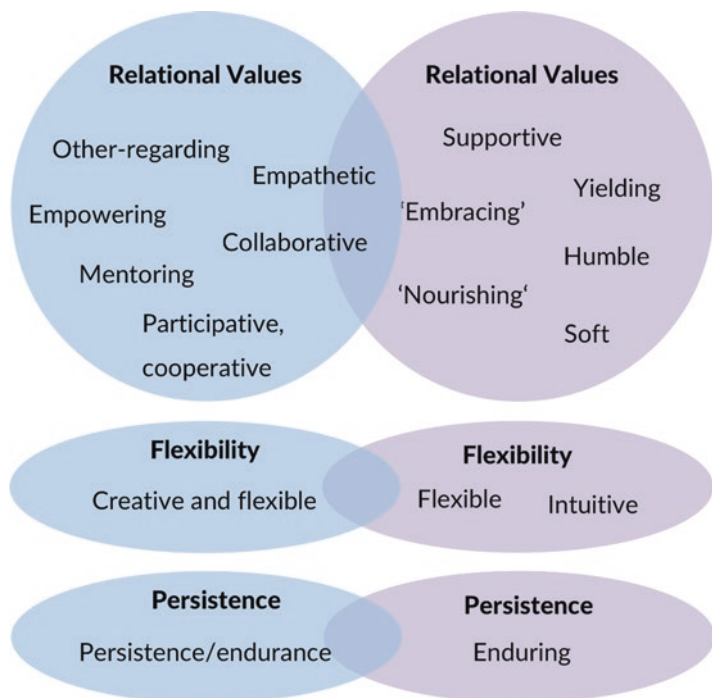 Relational Values
Other-regarding
Empathetic
Empowering
Collaborative
Mentoring
Participative,
cooperative
Relational Values
Supportive
Yielding
‘Embracing’
Humble
‘Nourishing‘
Soft
Flexibility
Creative and flexible
Flexibility
Flexible Intuitive
Persistence
Persistence/endurance
Persistence
Enduring